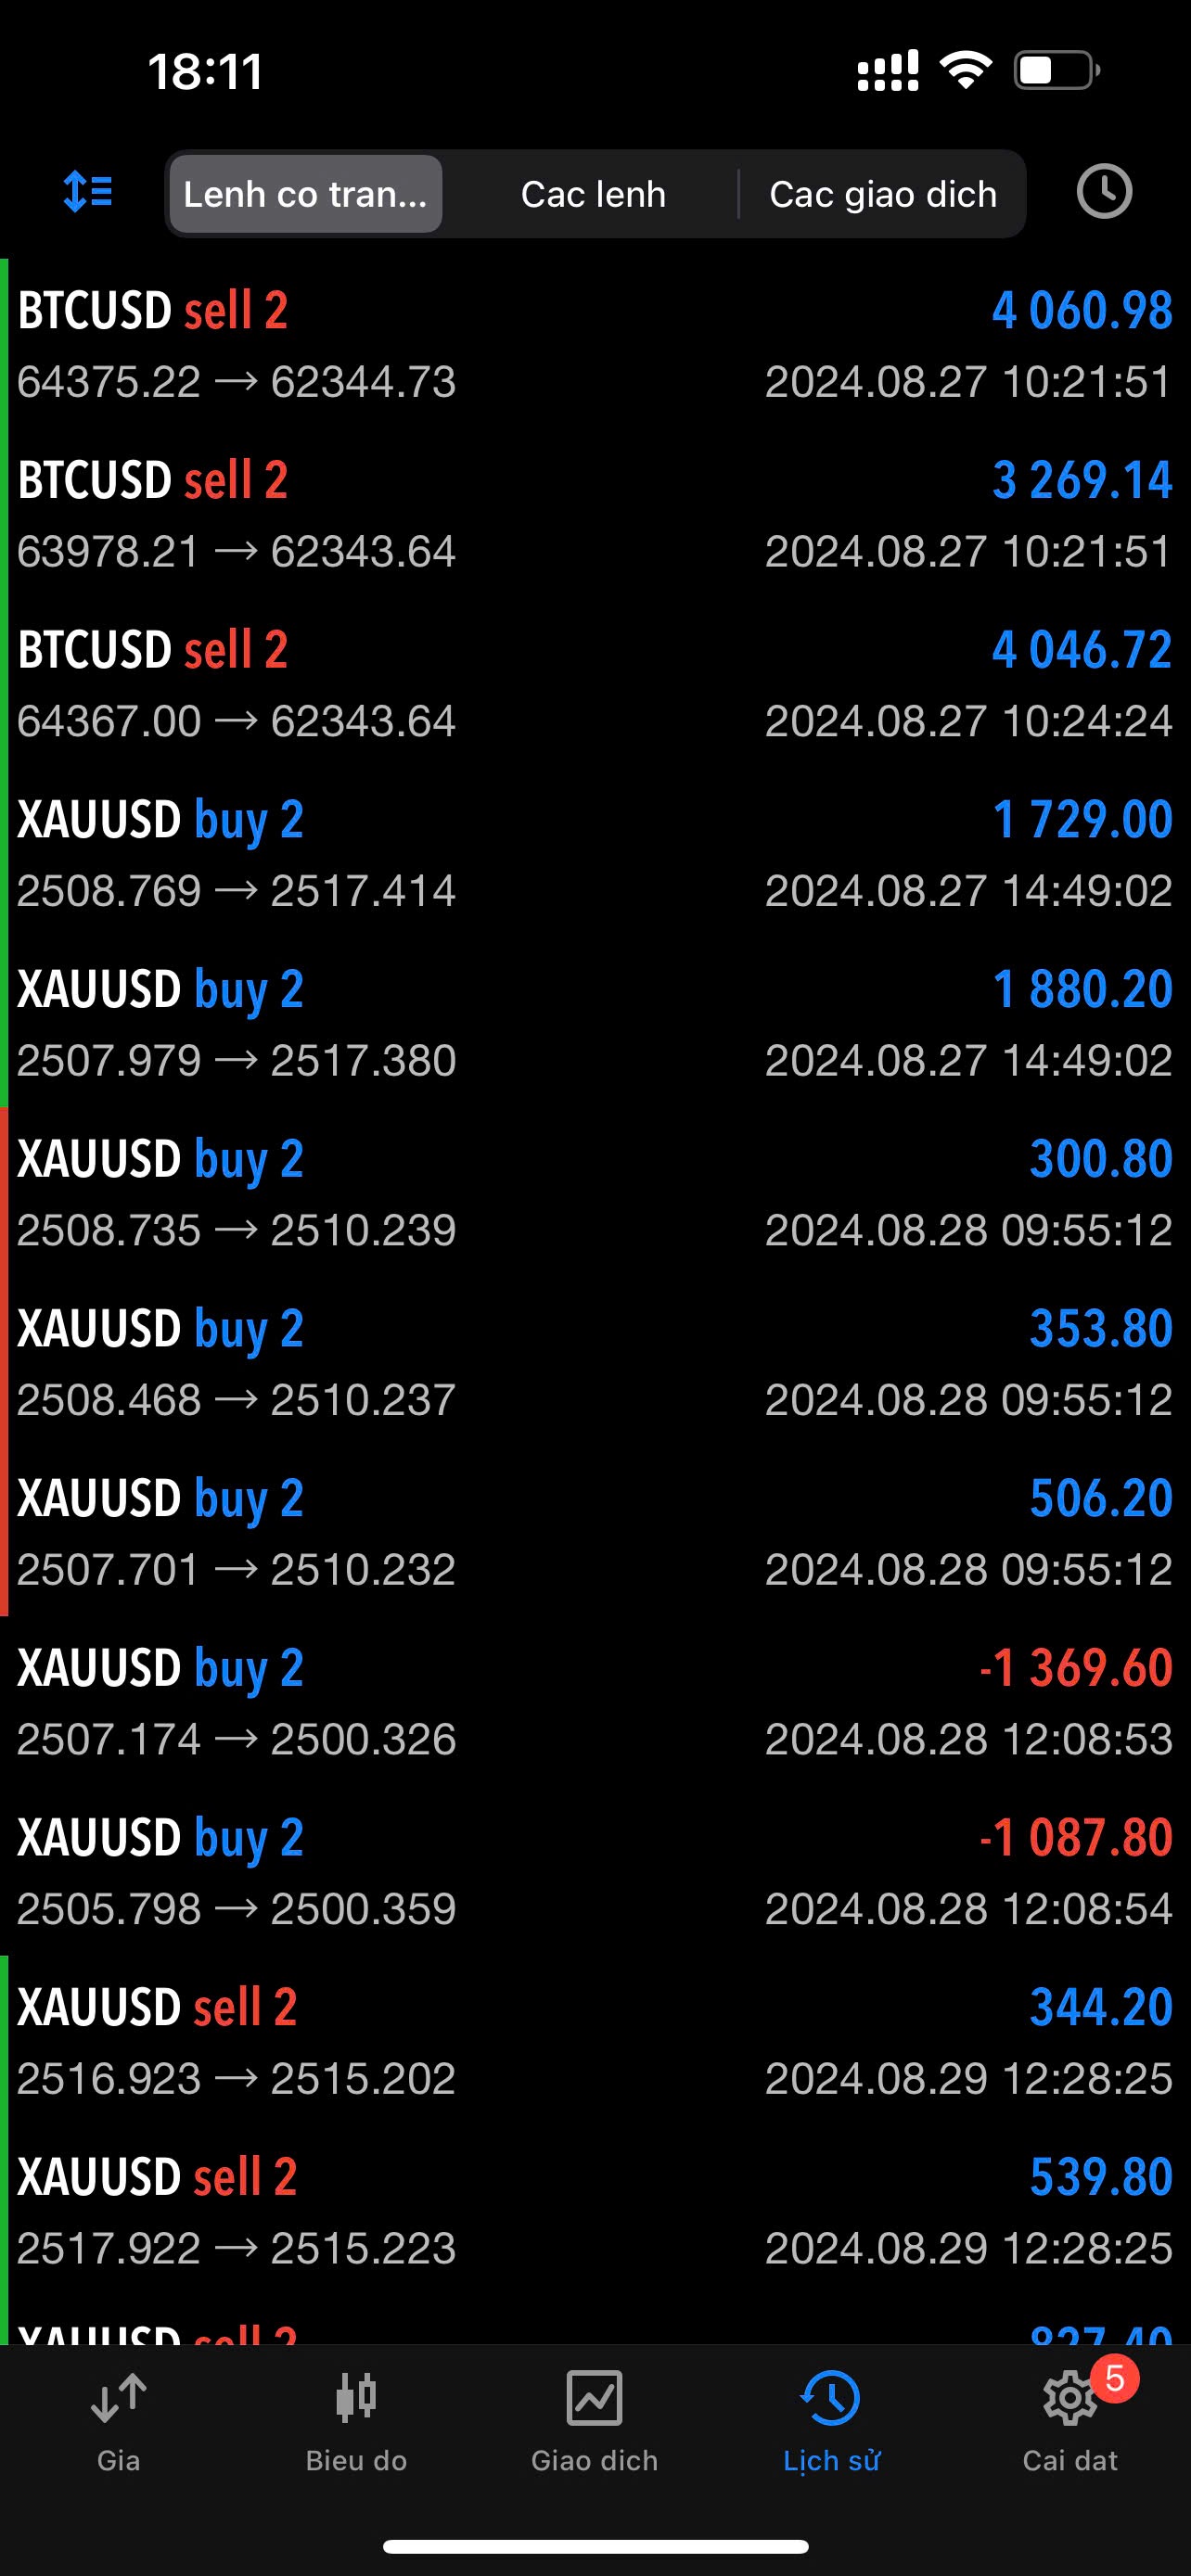 18:11
Lenh co tran...
Cac lenh
Cac giao dich
BTCUSD sell 2 4 060.98
64375.22 → 62344.73 2024.08.27 10:21:51
BTCUSD sell 2 3 269.14
63978.21 → 62343.64 2024.08.27 10:21:51
BTCUSD sell 2 4 046.72
64367.00 → 62343.64 2024.08.27 10:24:24
XAUUSD buy 2 1 729.00
2508.769 → 2517.414 2024.08.27 14:49:02
XAUUSD buy 2 1 880.20
2507.979 → 2517.380 2024.08.27 14:49:02
XAUUSD buy 2 300.80
2508.735 → 2510.239 2024.08.28 09:55:12
XAUUSD buy 2 353.80
2508.468 → 2510.237 2024.08.28 09:55:12
XAUUSD buy 2 506.20
2507.701 → 2510.232 2024.08.28 09:55:12
XAUUSD buy 2 -1 369.60
2507.174 → 2500.326 2024.08.28 12:08:53
XAUUSD buy 2 -1 087.80
2505.798 → 2500.359 2024.08.28 12:08:54
XAUUSD sell 2 344.20
2516.923 → 2515.202 2024.08.29 12:28:25
XAUUSD sell 2 539.80
2517.922 → 2515.223 2024.08.29 12:28:25
XAUUSD sell 2
5
Gia
Bieu do
Giao dich
Lịch sử
Cai dat